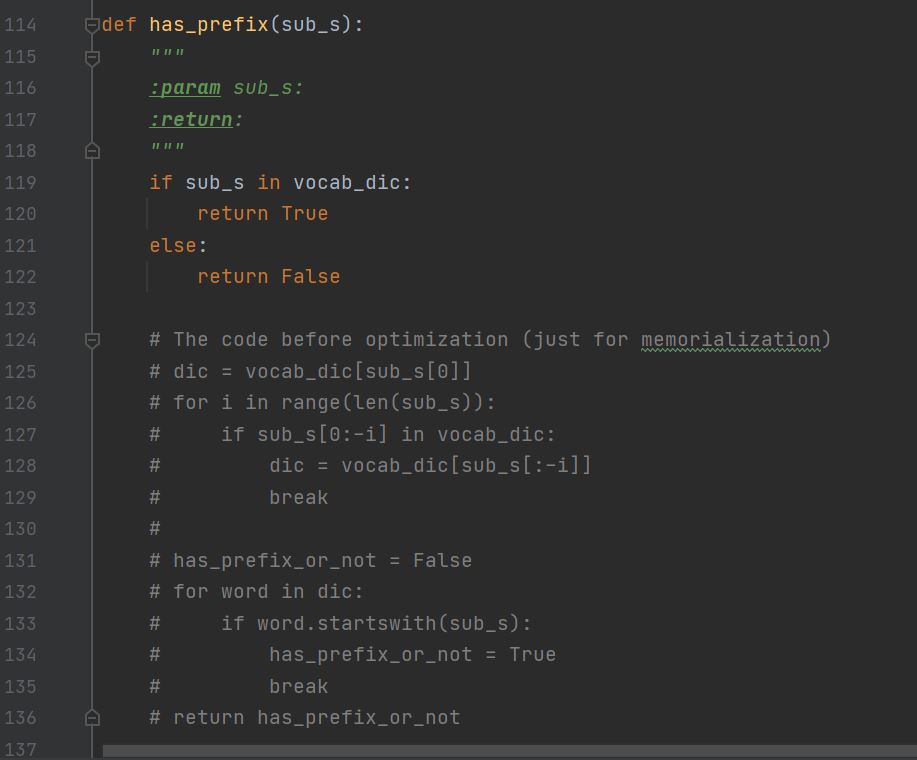 114 def has_prefix(sub_s):
115     """
116     :param sub_s:
117     :return:
118     """
119     if sub_s in vocab_dic:
120         return True
121     else:
122         return False
123
124     # The code before optimization (just for memorialization)
125     # dic = vocab_dic[sub_s[0]]
126     # for i in range(len(sub_s)):
127     #     if sub_s[0:-i] in vocab_dic:
128     #         dic = vocab_dic[sub_s[:-i]]
129     #         break
130     #
131     # has_prefix_or_not = False
132     # for word in dic:
133     #     if word.startswith(sub_s):
134     #         has_prefix_or_not = True
135     #         break
136     # return has_prefix_or_not
137